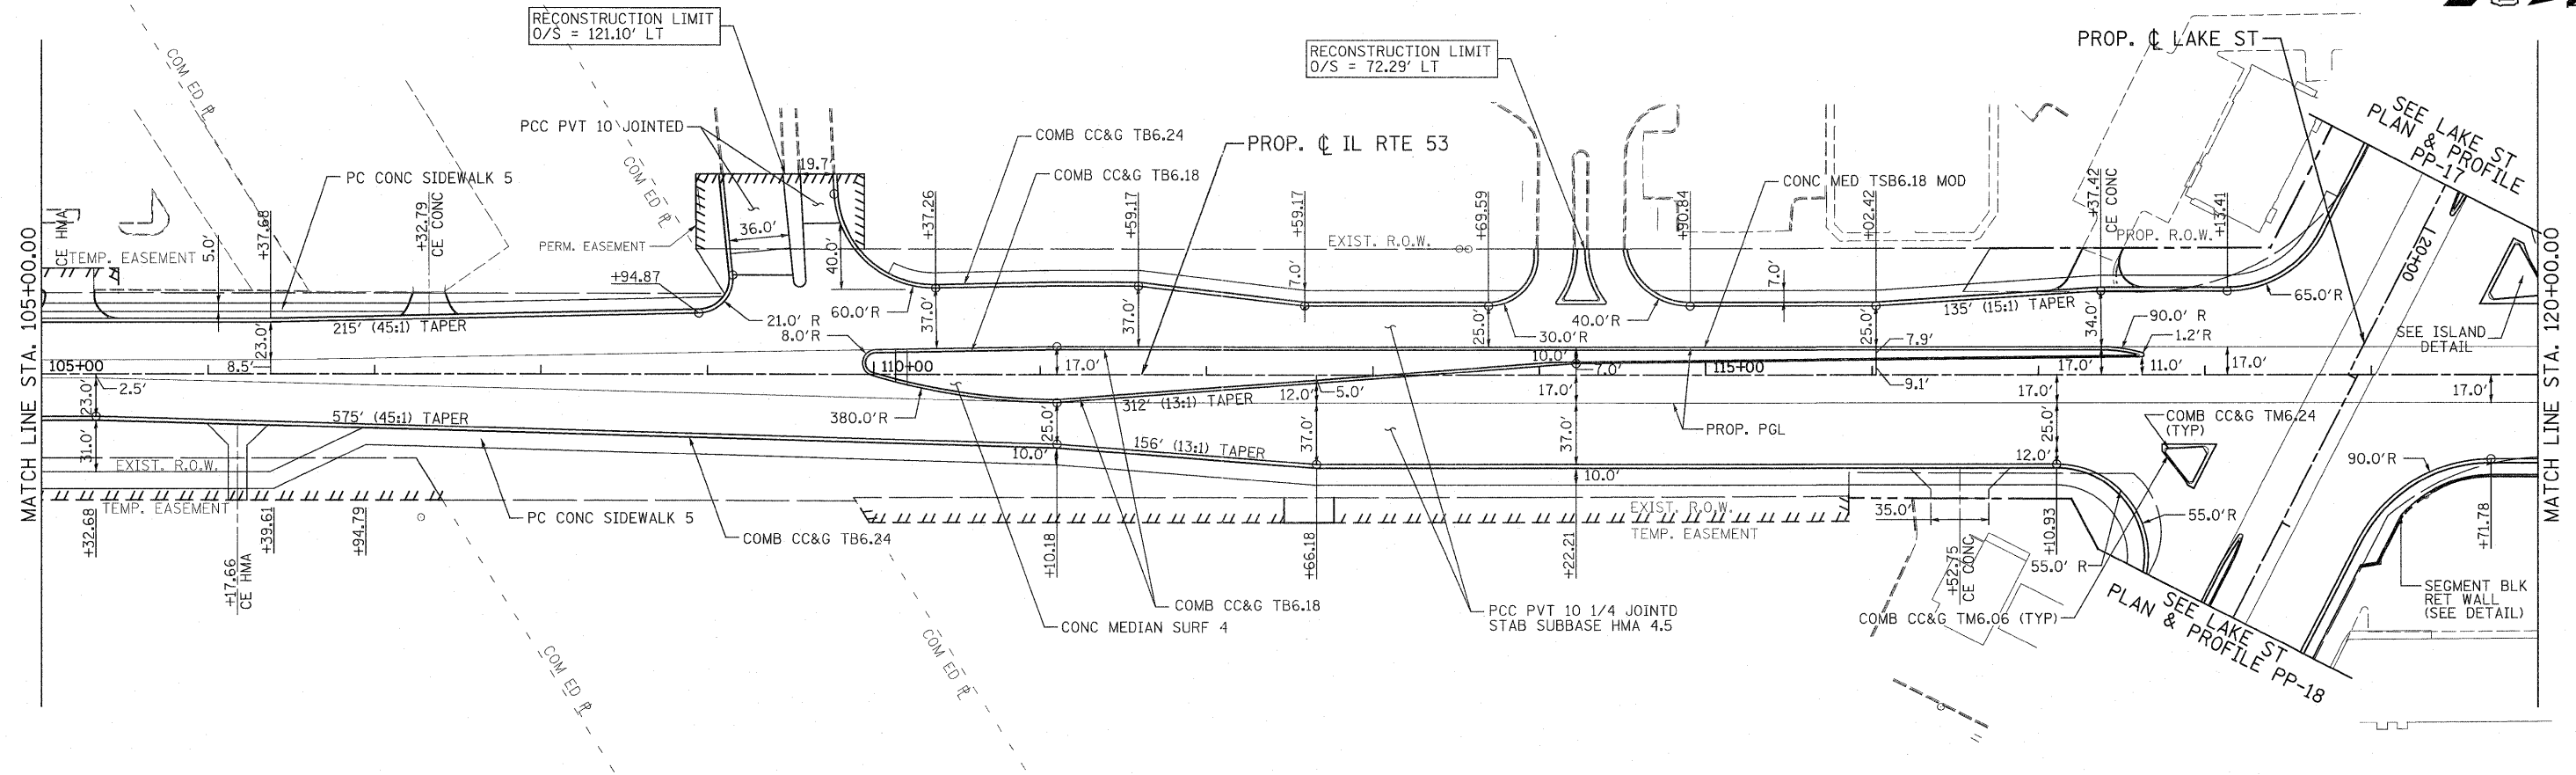 RECONSTRUCTION LIMIT
O/S = 121.10' LT
RECONSTRUCTION LIMIT
O/S = 72.29' LT
PROP. ℄ LAKE ST
SEE LAKE ST
PLAN & PROFILE
PP-17
COM ED ℙL
COM ED ℙL
PCC PVT 10 JOINTED
19.7'
COMB CC&G TB6.24
PROP. ℄ IL RTE 53
COMB CC&G TB6.18
PC CONC SIDEWALK 5
CONC MED TSB6.18 MOD
MATCH LINE STA. 105+00.00
CE HMA
TEMP. EASEMENT
5.0'
+37.68
+32.79
CE CONC
PERM. EASEMENT
36.0'
40.0'
+37.26
+59.17
+59.17
EXIST. R.O.W.
+69.59
+90.84
+02.42
+37.42
CE CONC
PROP. R.O.W.
+13.41
120+00
MATCH LINE STA. 120+00.00
+94.87
21.0' R
8.0'R
60.0'R
37.0'
37.0'
7.0'
25.0'
30.0'R
40.0'R
7.0'
25.0'
135' (15:1) TAPER
34.0'
65.0'R
90.0' R
1.2'R
SEE ISLAND
DETAIL
215' (45:1) TAPER
23.0'
8.5'
105+00
2.5'
23.0'
110+00
17.0'
10.0'
7.0'
115+00
7.9'
9.1'
17.0'
11.0'
17.0'
575' (45:1) TAPER
31.0'
380.0'R
25.0'
312' (13:1) TAPER
12.0'
5.0'
17.0'
17.0'
17.0'
PROP. PGL
COMB CC&G TM6.24
(TYP)
EXIST. R.O.W.
10.0'
156' (13:1) TAPER
37.0'
37.0'
10.0'
25.0'
12.0'
90.0'R
TEMP. EASEMENT
PC CONC SIDEWALK 5
COMB CC&G TB6.24
EXIST. R.O.W.
TEMP. EASEMENT
35.0'
55.0'R
55.0' R
+32.68
+17.66
CE HMA
+39.61
+94.79
+10.18
+66.18
+22.21
+52.75
CE CONC
+10.93
+71.78
CONC MEDIAN SURF 4
COMB CC&G TB6.18
PCC PVT 10 1/4 JOINTD
STAB SUBBASE HMA 4.5
COMB CC&G TM6.06 (TYP)
SEGMENT BLK
RET WALL
(SEE DETAIL)
COM ED ℙL
COM ED ℙL
SEE LAKE ST
PLAN & PROFILE PP-18